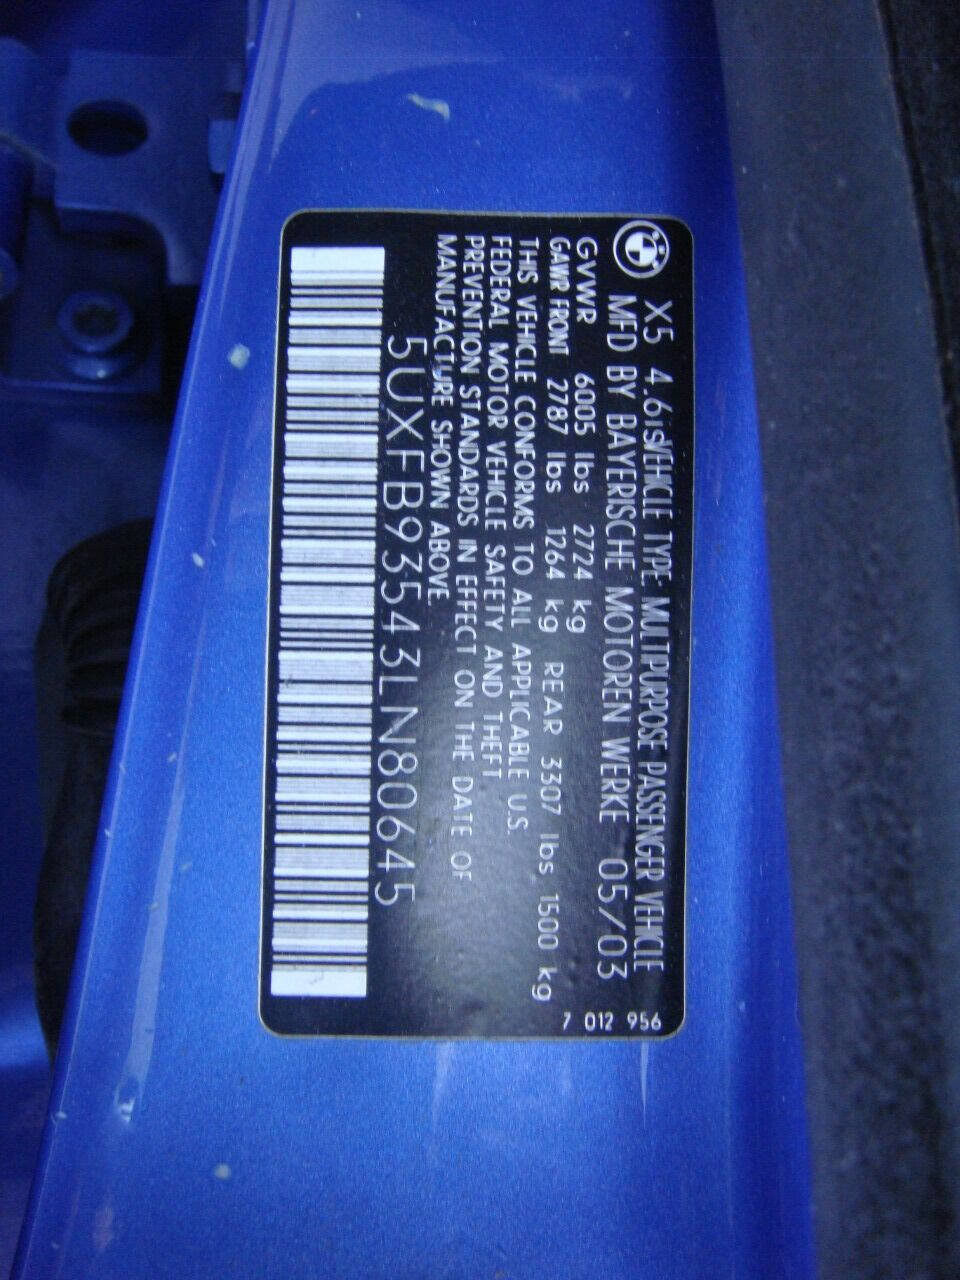 X5 4.6is VEHICLE TYPE: MULTIPURPOSE PASSENGER VEHICLE
MFD BY BAYERISCHE MOTOREN WERKE 05/03
GVWR 6005 lbs 2724 kg
GAWR FRONT 2787 lbs 1264 kg REAR 3307 lbs 1500 kg
THIS VEHICLE CONFORMS TO ALL APPLICABLE U.S.
FEDERAL MOTOR VEHICLE SAFETY AND THEFT
PREVENTION STANDARDS IN EFFECT ON THE DATE OF
MANUFACTURE SHOWN ABOVE.
5UXFB93543LN80645
7 012 956